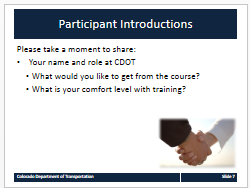 Participant Introductions
Please take a moment to share:
• Your name and role at CDOT
• What would you like to get from the course?
• What is your comfort level with training?
Colorado Department of Transportation
Slide 7